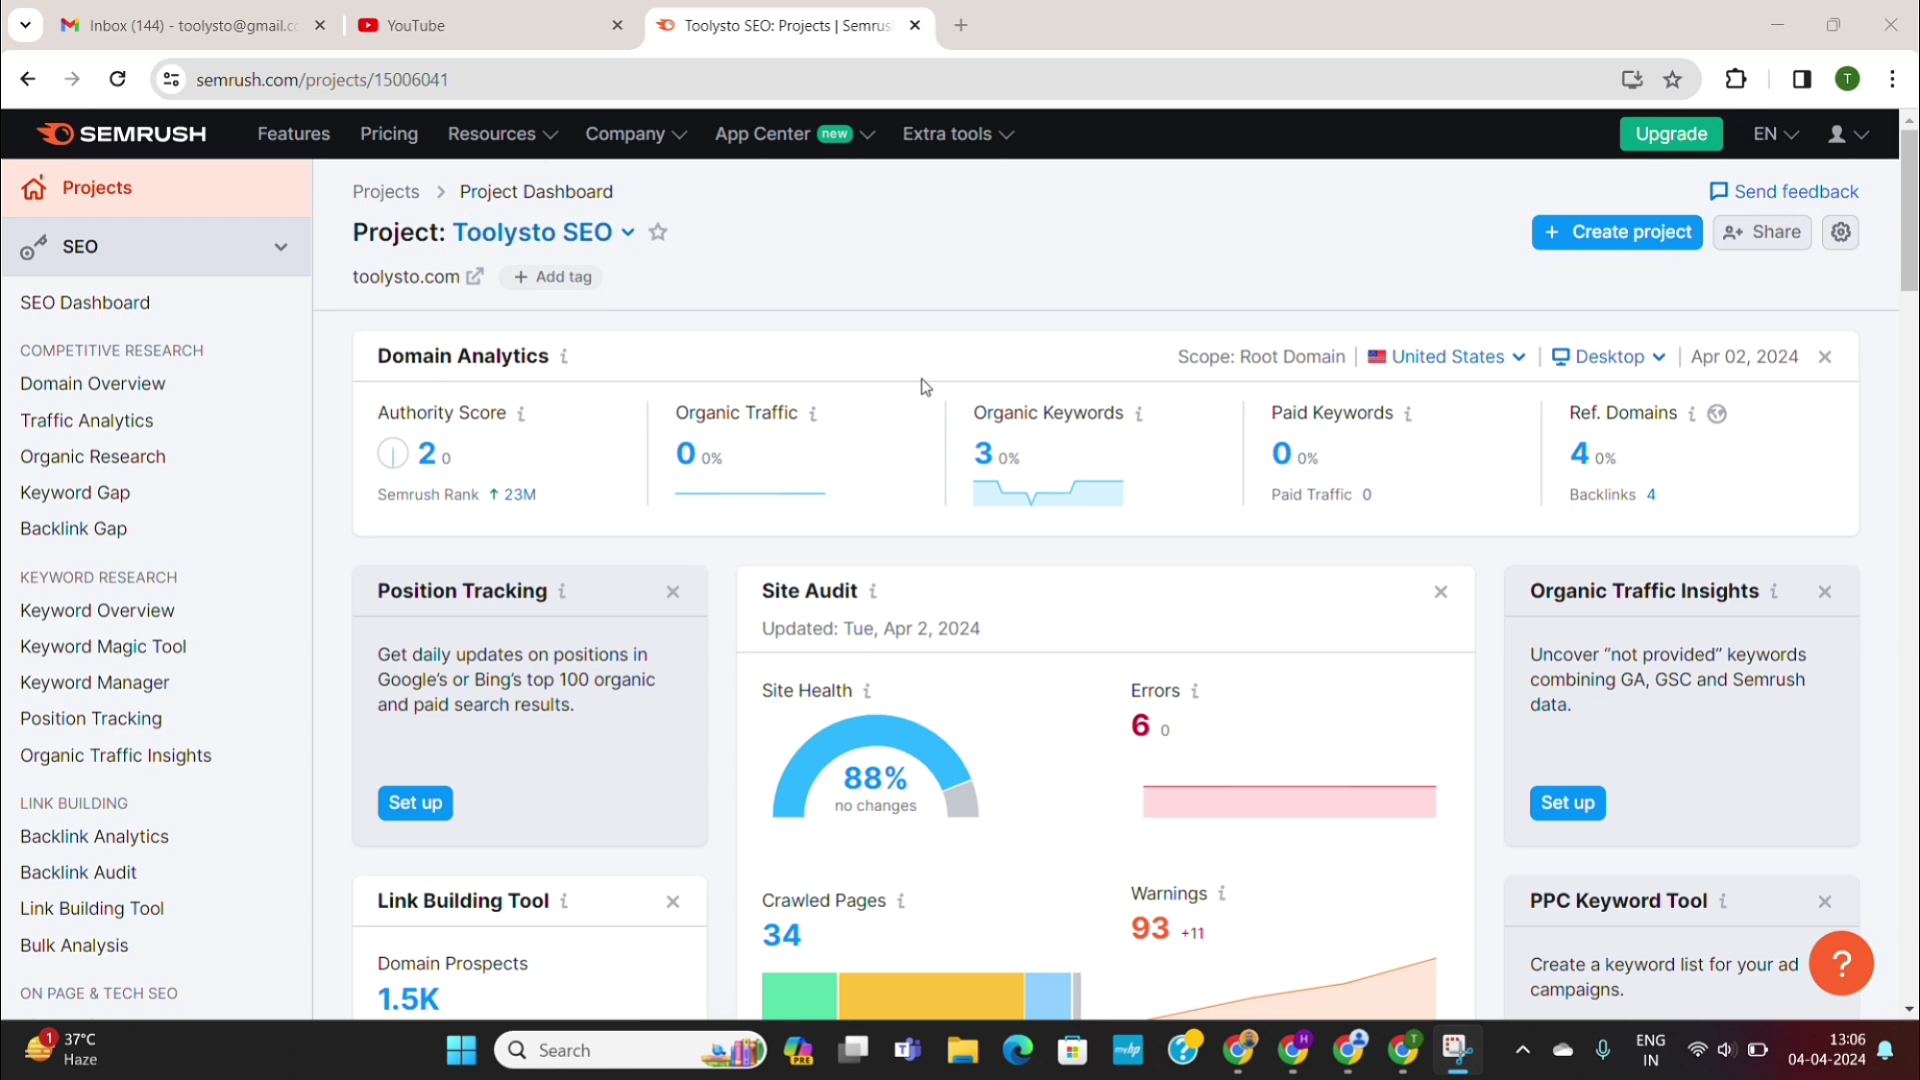 Inbox (144) - toolysto@gmail.cc
YouTube
Toolysto SEO: Projects | Semrus
semrush.com/projects/15006041
T
SEMRUSH
Features
Pricing
Resources
Company
App Center new
Extra tools
Upgrade
EN
Projects
SEO
SEO Dashboard
COMPETITIVE RESEARCH
Domain Overview
Traffic Analytics
Organic Research
Keyword Gap
Backlink Gap
KEYWORD RESEARCH
Keyword Overview
Keyword Magic Tool
Keyword Manager
Position Tracking
Organic Traffic Insights
LINK BUILDING
Backlink Analytics
Backlink Audit
Link Building Tool
Bulk Analysis
ON PAGE & TECH SEO
Projects > Project Dashboard
Send feedback
Project: Toolysto SEO
+ Create project
Share
toolysto.com
+ Add tag
Domain Analytics i
Scope: Root Domain
United States
Desktop
Apr 02, 2024
Authority Score i
2 0
Semrush Rank ↑ 23M
Organic Traffic i
0 0%
Organic Keywords i
3 0%
Paid Keywords i
0 0%
Paid Traffic 0
Ref. Domains i
4 0%
Backlinks 4
Position Tracking i
Get daily updates on positions in
Google's or Bing's top 100 organic
and paid search results.
Set up
Link Building Tool i
Domain Prospects
1.5K
Site Audit i
Updated: Tue, Apr 2, 2024
Site Health i
88%
no changes
Errors i
6 0
Crawled Pages i
34
Warnings i
93 +11
Organic Traffic Insights i
Uncover “not provided” keywords
combining GA, GSC and Semrush
data.
Set up
PPC Keyword Tool i
Create a keyword list for your ad
campaigns.
?
1
37°C
Haze
Search
PRE
myhp
H
T
ENG
IN
13:06
04-04-2024